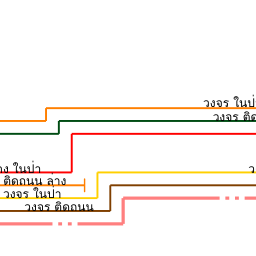 วงจร ในป่า
วงจร ติด
ง ในป่า
ติดถนน ล่าง
ว
วงจร ในป่า
วงจร ติดถนน